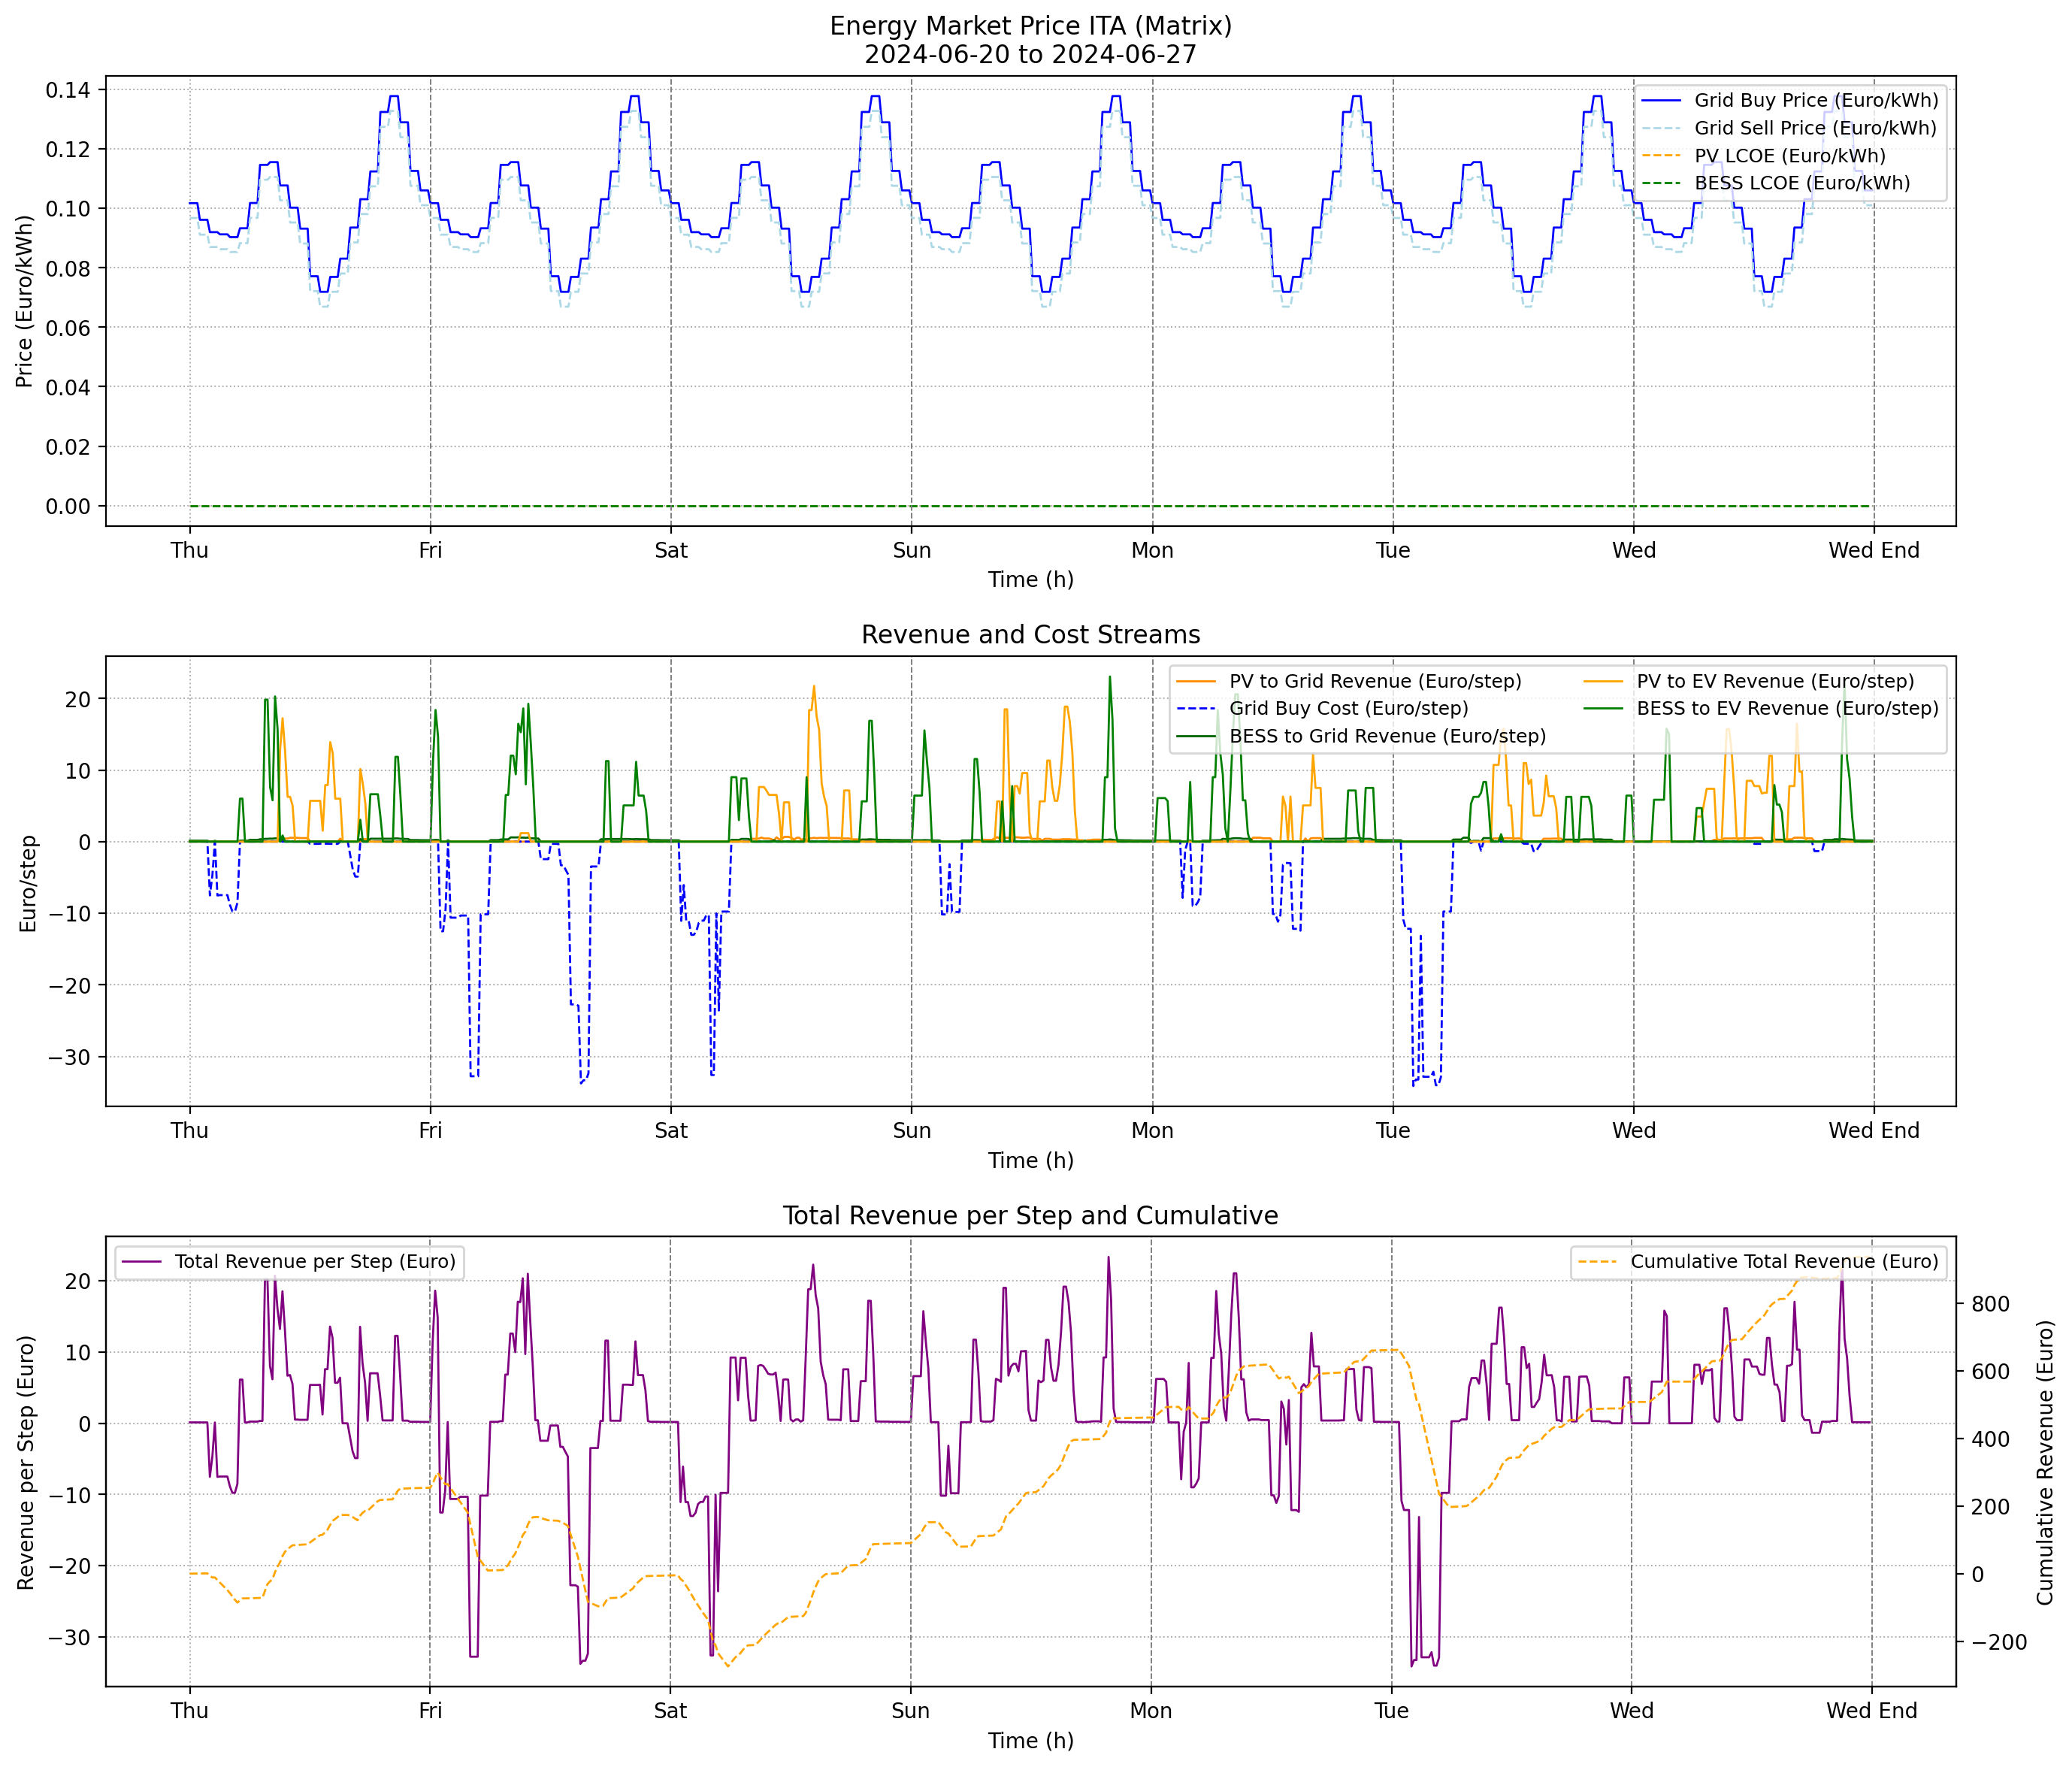 Energy Market Price ITA (Matrix)
2024-06-20 to 2024-06-27
Price (Euro/kWh)
0.14
0.12
0.10
0.08
0.06
0.04
0.02
0.00
Grid Buy Price (Euro/kWh)
Grid Sell Price (Euro/kWh)
PV LCOE (Euro/kWh)
BESS LCOE (Euro/kWh)
Thu Fri Sat Sun Mon Tue Wed Wed End
Time (h)
Revenue and Cost Streams
Euro/step
20
10
0
−10
−20
−30
PV to Grid Revenue (Euro/step)
Grid Buy Cost (Euro/step)
BESS to Grid Revenue (Euro/step)
PV to EV Revenue (Euro/step)
BESS to EV Revenue (Euro/step)
Thu Fri Sat Sun Mon Tue Wed Wed End
Time (h)
Total Revenue per Step and Cumulative
Revenue per Step (Euro)
20
10
0
−10
−20
−30
Total Revenue per Step (Euro)
Cumulative Total Revenue (Euro)
800
600
400
200
0
−200
Cumulative Revenue (Euro)
Thu Fri Sat Sun Mon Tue Wed Wed End
Time (h)